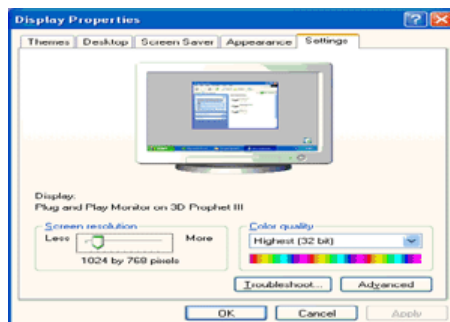 Display Properties
Themes Desktop Screen Saver Appearance Settings
Display:
Plug and Play Monitor on 3D Prophet III
Screen resolution
Less More
1024 by 768 pixels
Color quality
Highest (32 bit)
Troubleshoot... Advanced
OK Cancel Apply